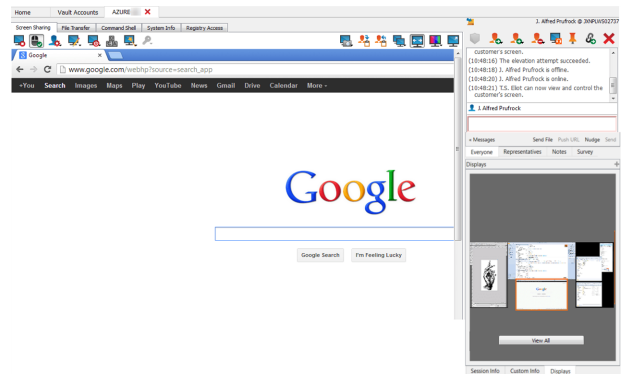 Home Vault Accounts AZURE
Screen Sharing File Transfer Command Shell System Info Registry Access
J. Alfred Prufrock @ JXNPLWS02737
Google
www.google.com/webhp?source=search_app
+You Search Images Maps Play YouTube News Gmail Drive Calendar More -
Google
Google Search I'm Feeling Lucky
customer's screen.
(10:48:16) The elevation attempt succeeded.
(10:48:18) J. Alfred Prufrock is offline.
(10:48:20) J. Alfred Prufrock is online.
(10:48:21) T.S. Eliot can now view and control the
customer's screen.
J. Alfred Prufrock
« Messages Send File Push URL Nudge Send
Everyone Representatives Notes Survey
Displays
View All
Session Info Custom Info Displays